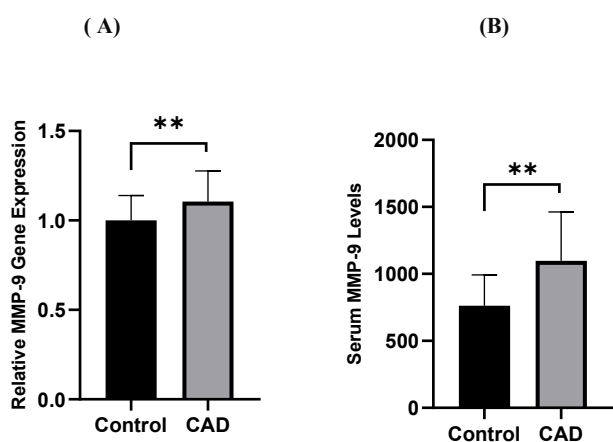 ( A)
(B)
Relative MMP-9 Gene Expression
1.5
1.0
0.5
0.0
**
Control CAD
Serum MMP-9 Levels
2000
1500
1000
500
0
**
Control CAD